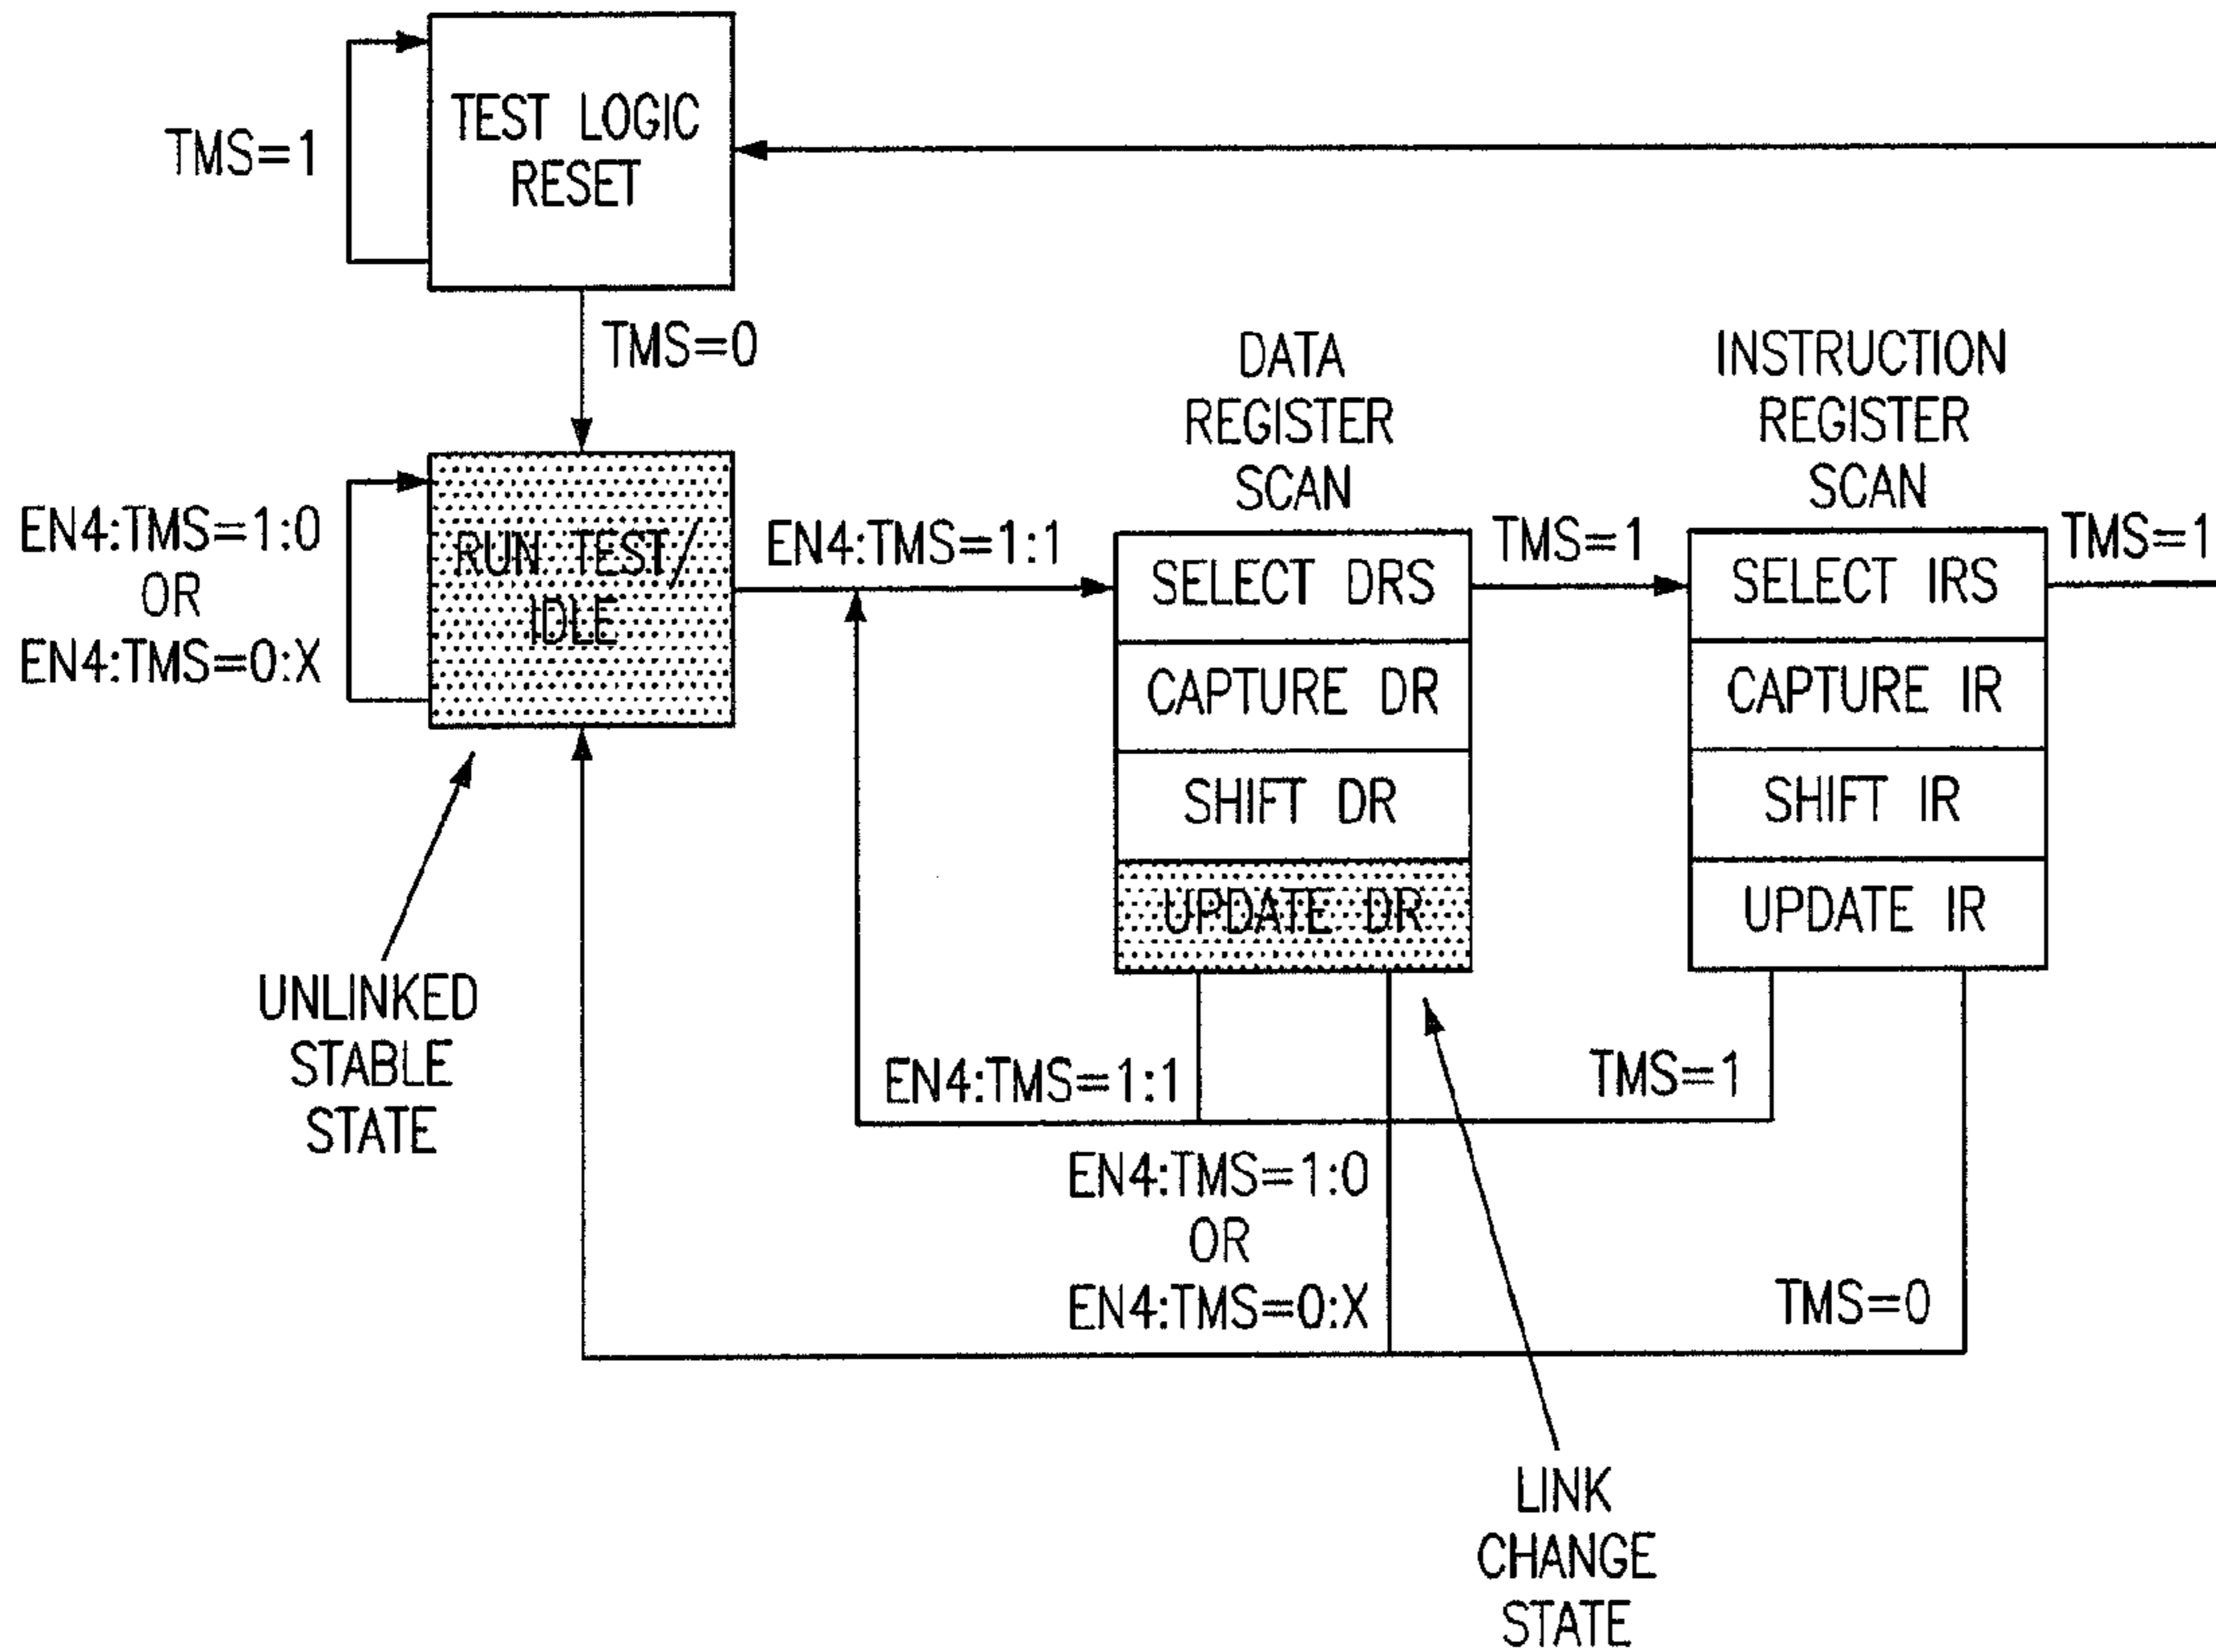 TEST LOGIC
RESET
TMS=1
TMS=0
DATA
REGISTER
SCAN
INSTRUCTION
REGISTER
SCAN
EN4:TMS=1:0
OR
EN4:TMS=0:X
RUN TEST/
IDLE
EN4:TMS=1:1
SELECT DRS
CAPTURE DR
SHIFT DR
UPDATE DR
TMS=1
SELECT IRS
CAPTURE IR
SHIFT IR
UPDATE IR
TMS=1
UNLINKED
STABLE
STATE
EN4:TMS=1:1
TMS=1
EN4:TMS=1:0
OR
EN4:TMS=0:X
TMS=0
LINK
CHANGE
STATE